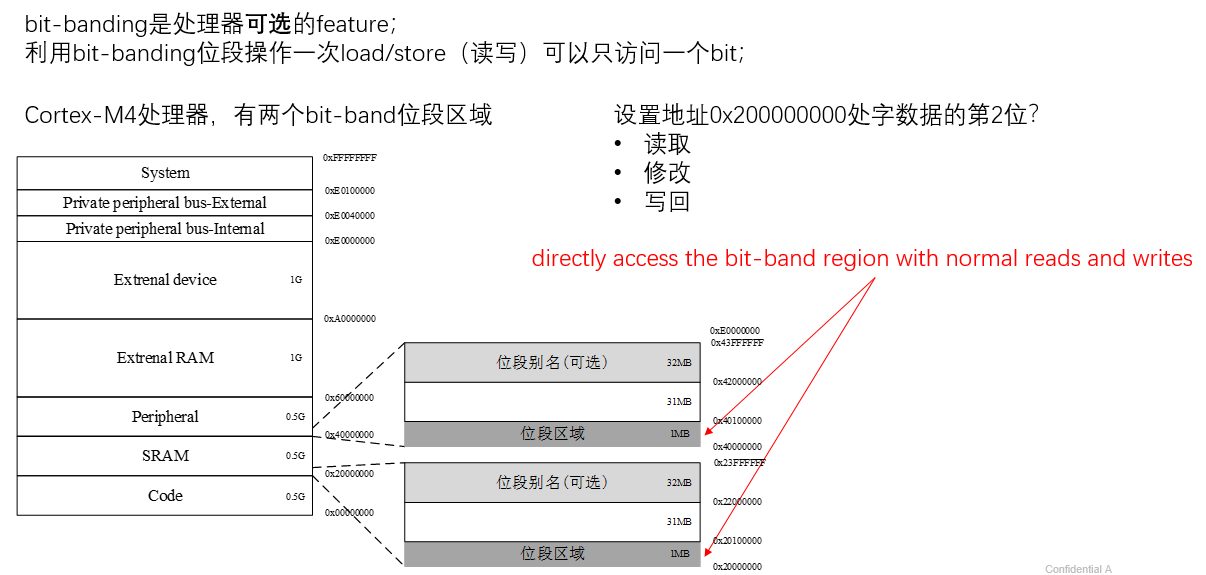 bit-banding是处理器可选的feature；
利用bit-banding位段操作一次load/store（读写）可以只访问一个bit；
Cortex-M4处理器，有两个bit-band位段区域
设置地址0x200000000处字数据的第2位？
• 读取
• 修改
• 写回
directly access the bit-band region with normal reads and writes
0xFFFFFFFF
System
0xE0100000
Private peripheral bus-External
0xE0040000
Private peripheral bus-Internal
0xE0000000
Extrenal device 1G
0xA0000000
Extrenal RAM 1G
0x60000000
Peripheral 0.5G
0x40000000
SRAM 0.5G
0x20000000
Code 0.5G
0x00000000
0xE0000000
0x43FFFFFF
位段别名(可选) 32MB
0x42000000
31MB
0x40100000
位段区域 1MB
0x40000000
0x23FFFFFF
位段别名(可选) 32MB
0x22000000
31MB
0x20100000
位段区域 1MB
0x20000000
Confidential A